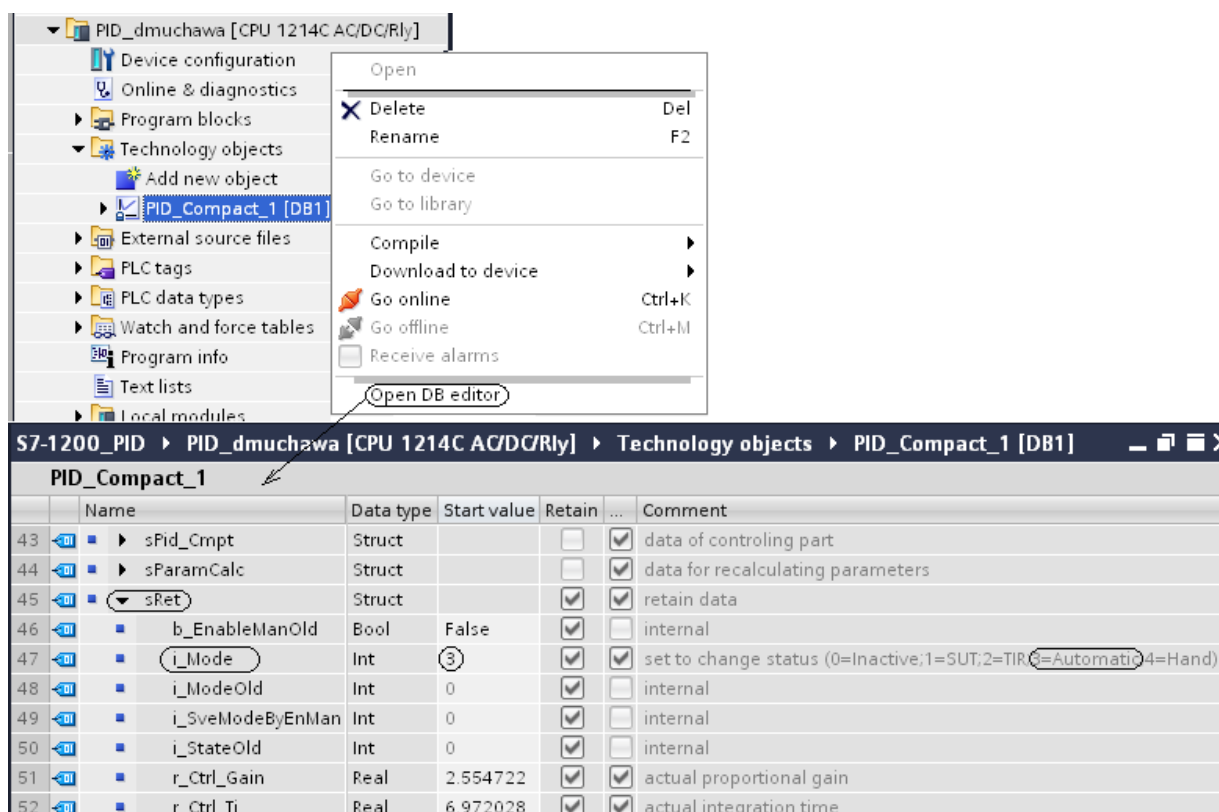 PID_dmuchawa [CPU 1214C AC/DC/Rly]
Device configuration
Online & diagnostics
Program blocks
Technology objects
Add new object
PID_Compact_1 [DB1]
External source files
PLC tags
PLC data types
Watch and force tables
Program info
Text lists
Local modules
Open
Delete Del
Rename F2
Go to device
Go to library
Compile
Download to device
Go online Ctrl+K
Go offline Ctrl+M
Receive alarms
Open DB editor
S7-1200_PID PID_dmuchawa [CPU 1214C AC/DC/Rly] Technology objects PID_Compact_1 [DB1]
PID_Compact_1
Name Data type Start value Retain ... Comment
43 sPid_Cmpt Struct data of controling part
44 sParamCalc Struct data for recalculating parameters
45 sRet Struct retain data
46 b_EnableManOld Bool False internal
47 i_Mode Int 3 set to change status (0=Inactive;1=SUT;2=TIR;3=Automatic;4=Hand)
48 i_ModeOld Int 0 internal
49 i_SveModeByEnMan Int 0 internal
50 i_StateOld Int 0 internal
51 r_Ctrl_Gain Real 2.554722 actual proportional gain
52 r_Ctrl_Ti Real 6.972028 actual integration time